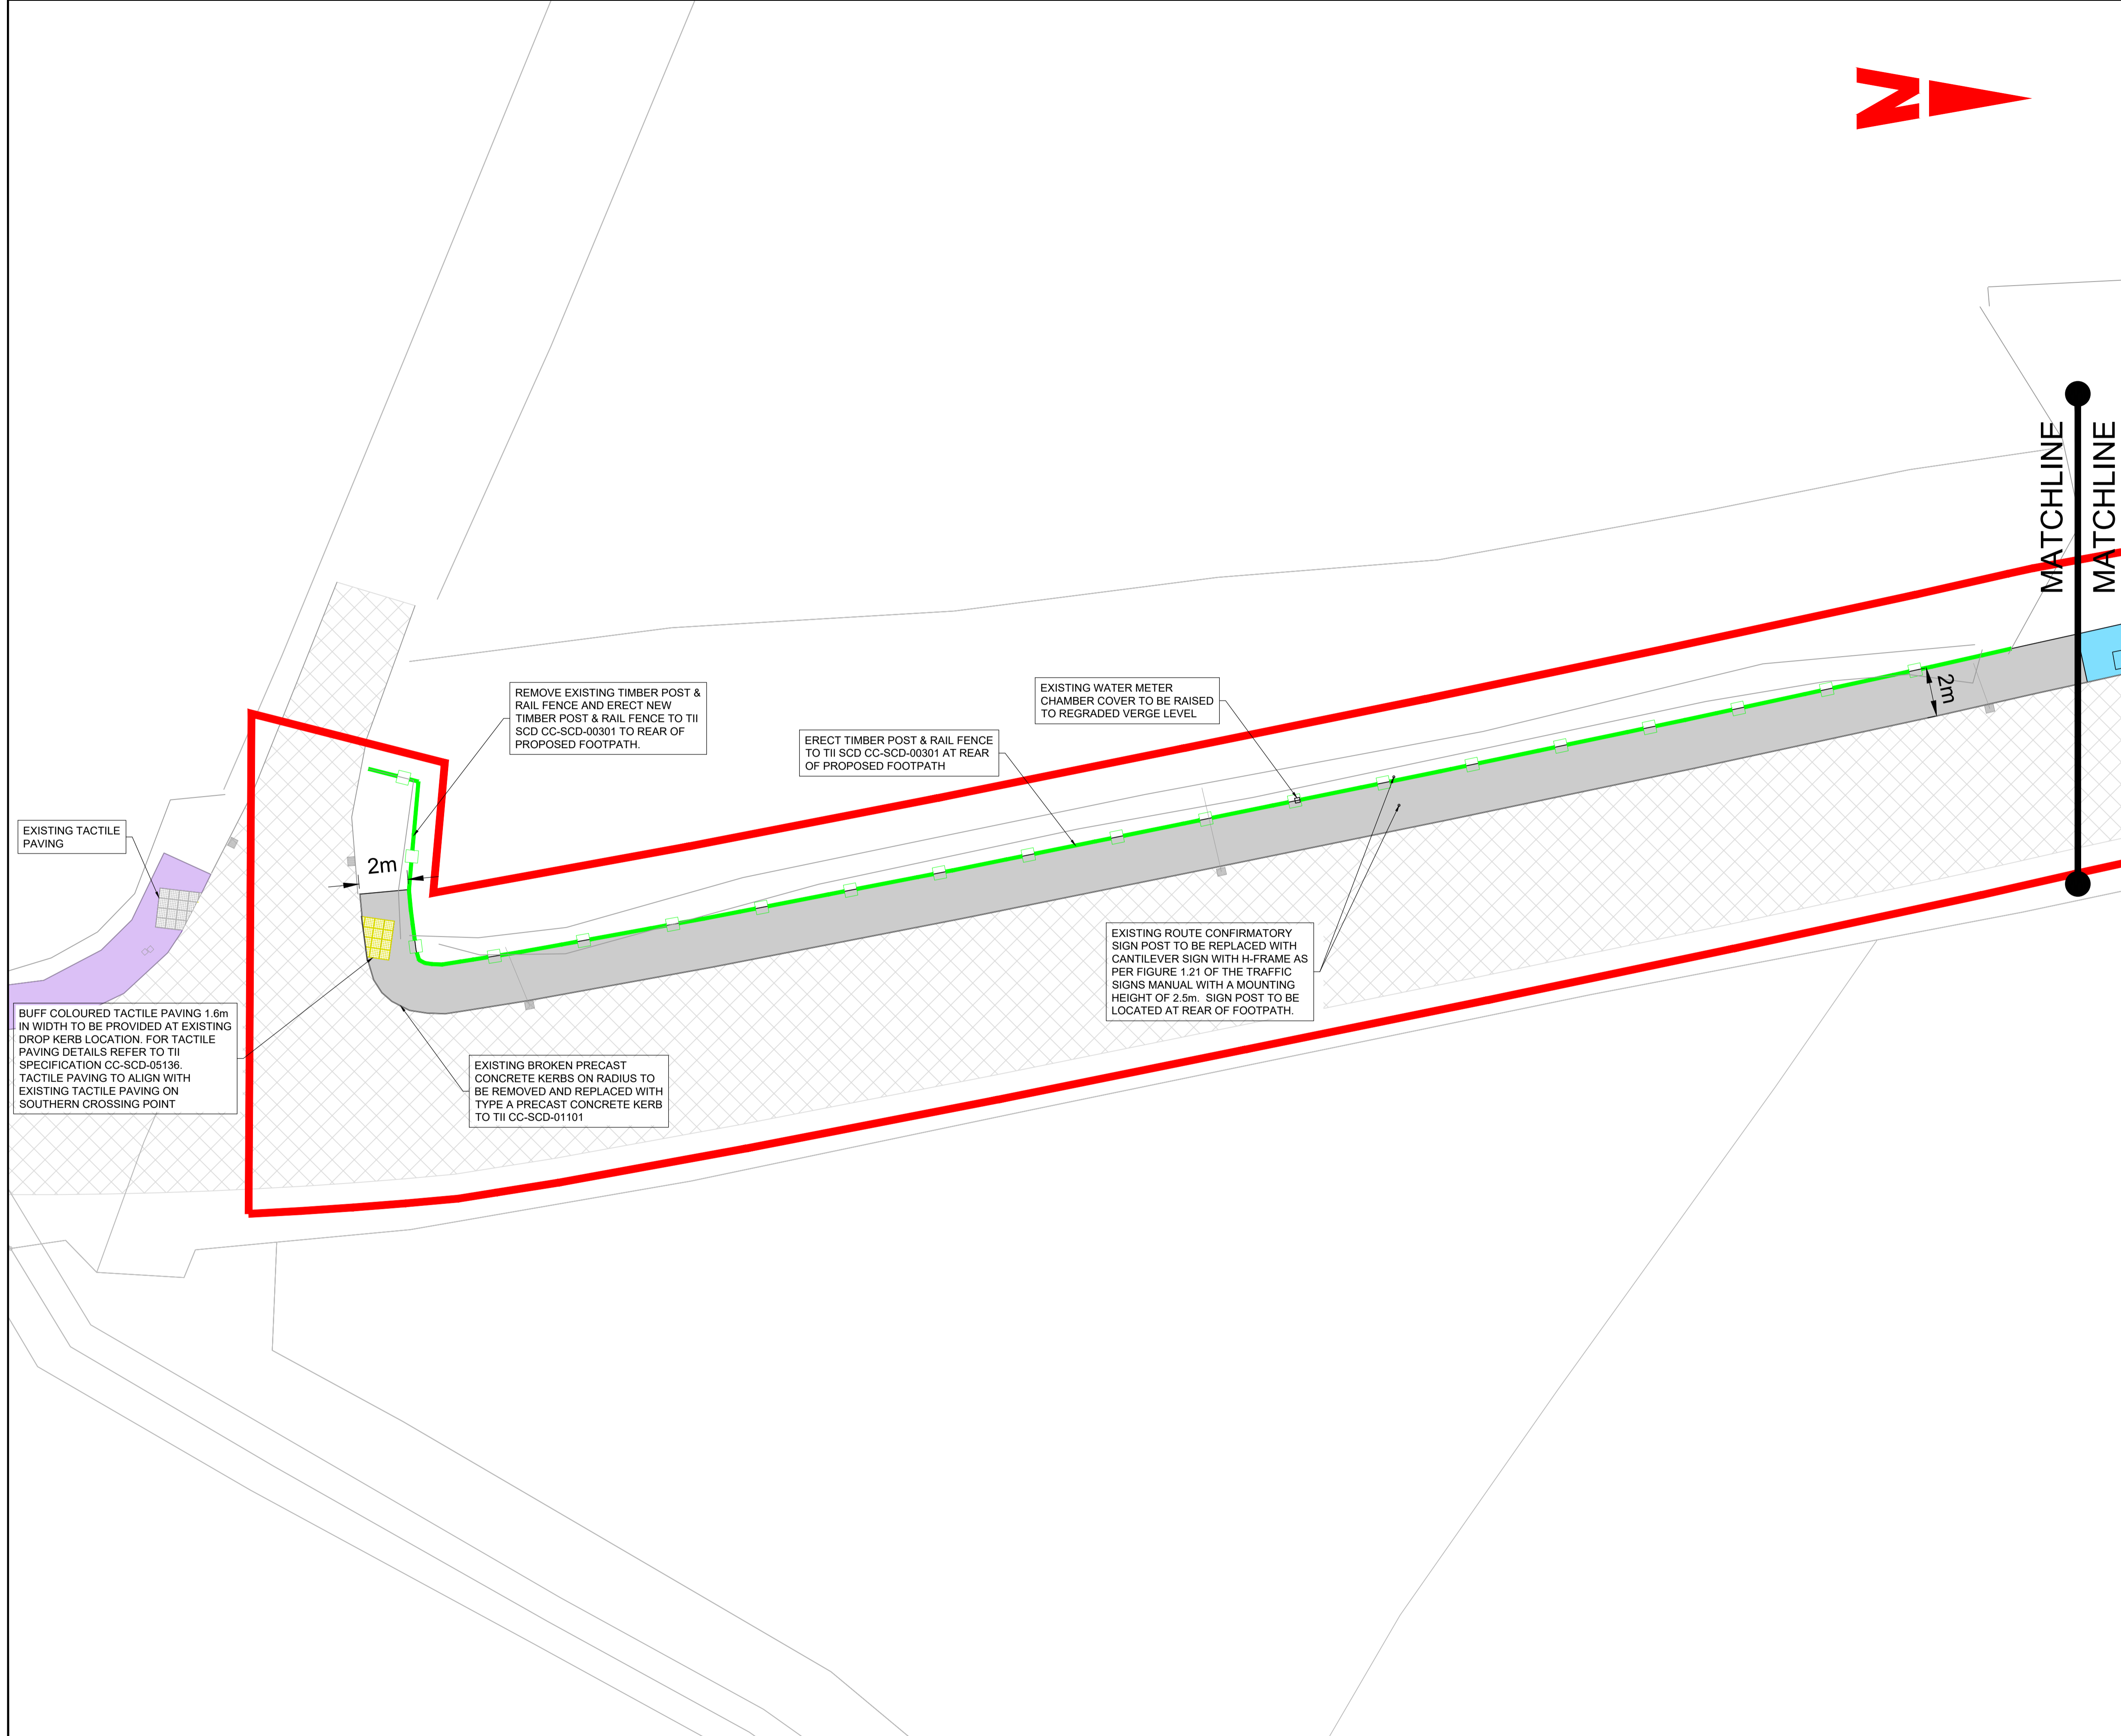 N
MATCHLINE
MATCHLINE
REMOVE EXISTING TIMBER POST &
RAIL FENCE AND ERECT NEW
TIMBER POST & RAIL FENCE TO TII
SCD CC-SCD-00301 TO REAR OF
PROPOSED FOOTPATH.
EXISTING WATER METER
CHAMBER COVER TO BE RAISED
TO REGRADED VERGE LEVEL
2m
ERECT TIMBER POST & RAIL FENCE
TO TII SCD CC-SCD-00301 AT REAR
OF PROPOSED FOOTPATH
EXISTING TACTILE
PAVING
2m
EXISTING ROUTE CONFIRMATORY
SIGN POST TO BE REPLACED WITH
CANTILEVER SIGN WITH H-FRAME AS
PER FIGURE 1.21 OF THE TRAFFIC
SIGNS MANUAL WITH A MOUNTING
HEIGHT OF 2.5m. SIGN POST TO BE
LOCATED AT REAR OF FOOTPATH.
BUFF COLOURED TACTILE PAVING 1.6m
IN WIDTH TO BE PROVIDED AT EXISTING
DROP KERB LOCATION. FOR TACTILE
PAVING DETAILS REFER TO TII
SPECIFICATION CC-SCD-05136.
TACTILE PAVING TO ALIGN WITH
EXISTING TACTILE PAVING ON
SOUTHERN CROSSING POINT
EXISTING BROKEN PRECAST
CONCRETE KERBS ON RADIUS TO
BE REMOVED AND REPLACED WITH
TYPE A PRECAST CONCRETE KERB
TO TII CC-SCD-01101